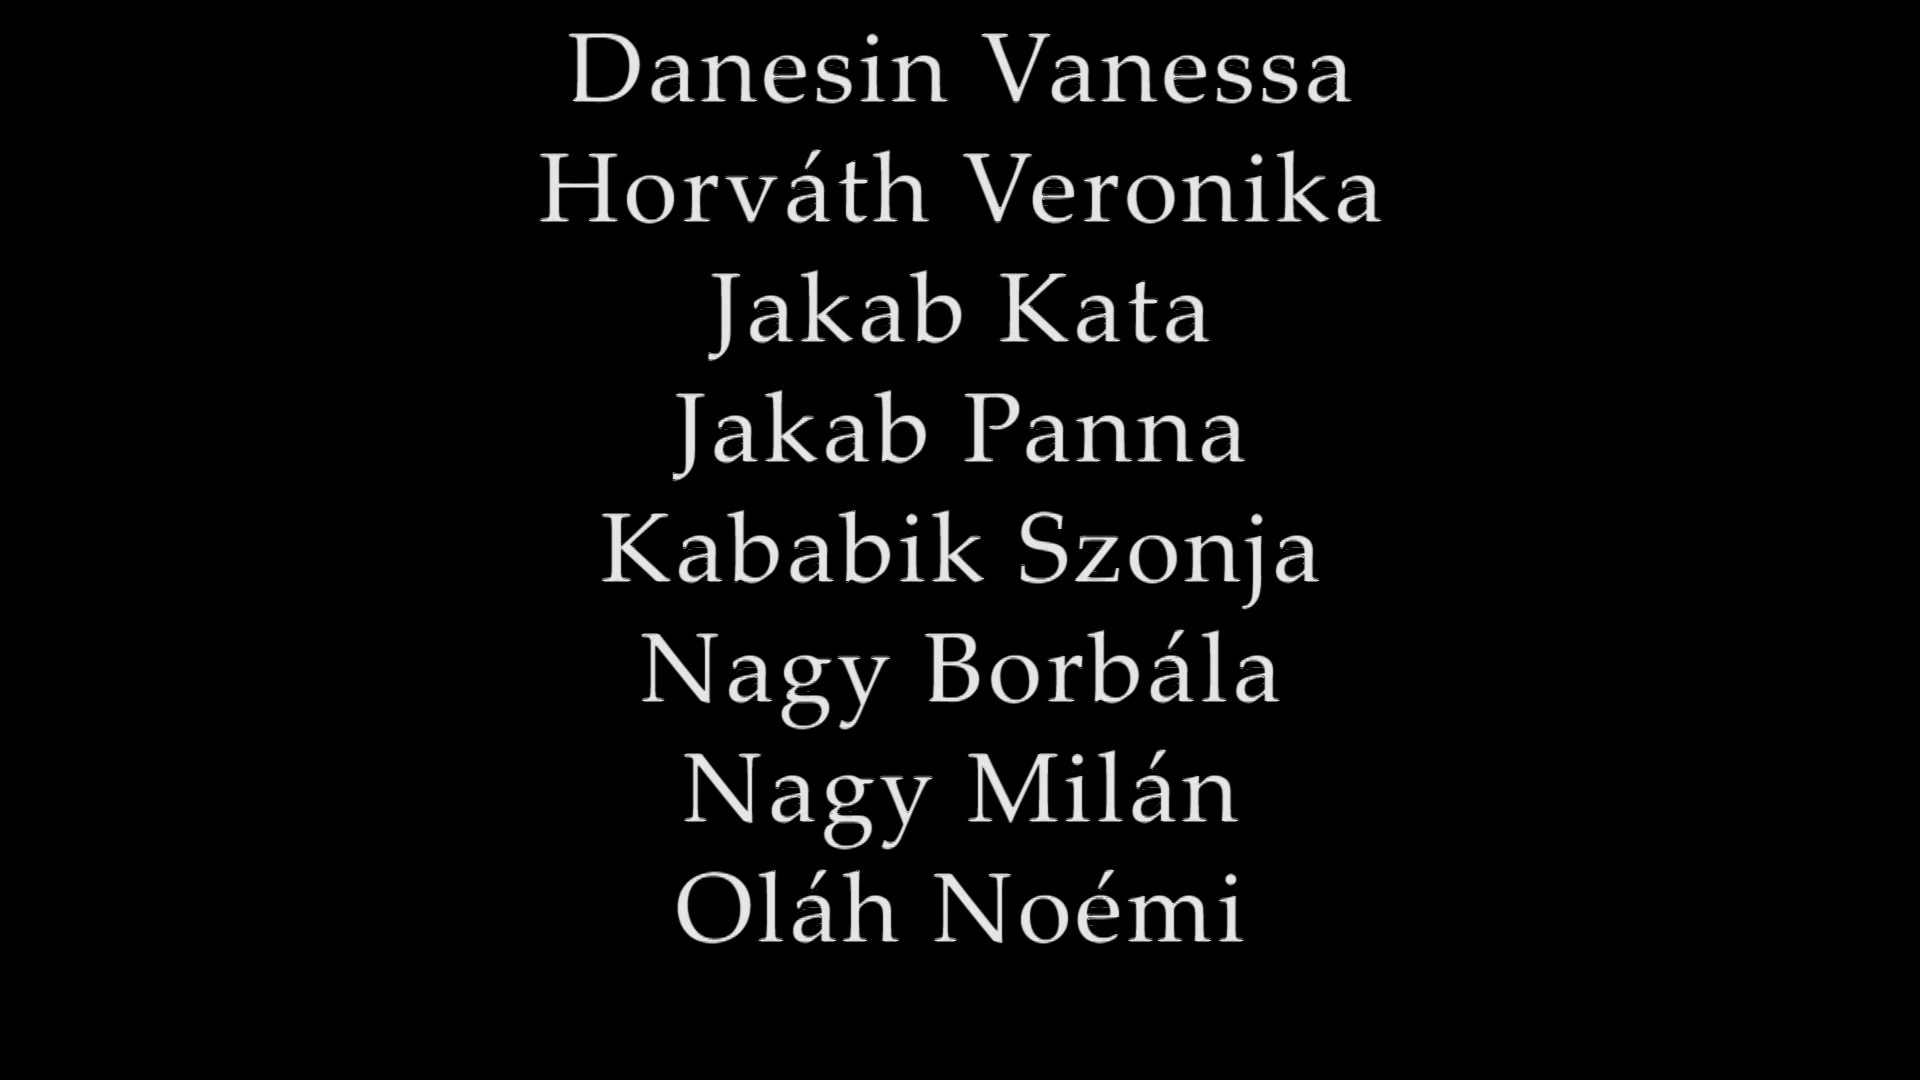 Danesin Vanessa
Horváth Veronika
Jakab Kata
Jakab Panna
Kababik Szonja
Nagy Borbála
Nagy Milán
Oláh Noémi